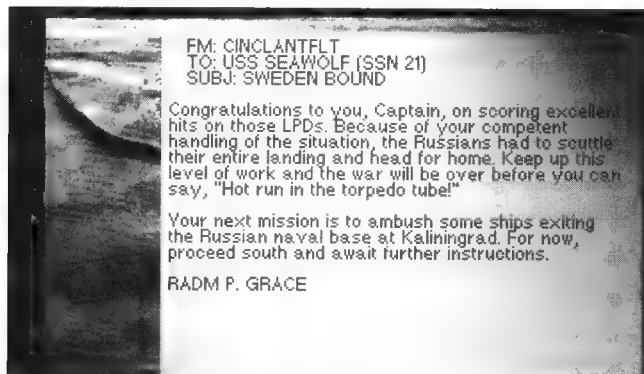 FM: CINCLANTFLT
TO: USS SEAWOLF (SSN 21)
SUBJ: SWEDEN BOUND
Congratulations to you, Captain, on scoring excellent
hits on those LPDs. Because of your competent
handling of the situation, the Russians had to scuttle
their entire landing and head for home. Keep up this
level of work and the war will be over before you can
say, "Hot run in the torpedo tube!"
Your next mission is to ambush some ships exiting
the Russian naval base at Kaliningrad. For now,
proceed south and await further instructions.
RADM P. GRACE